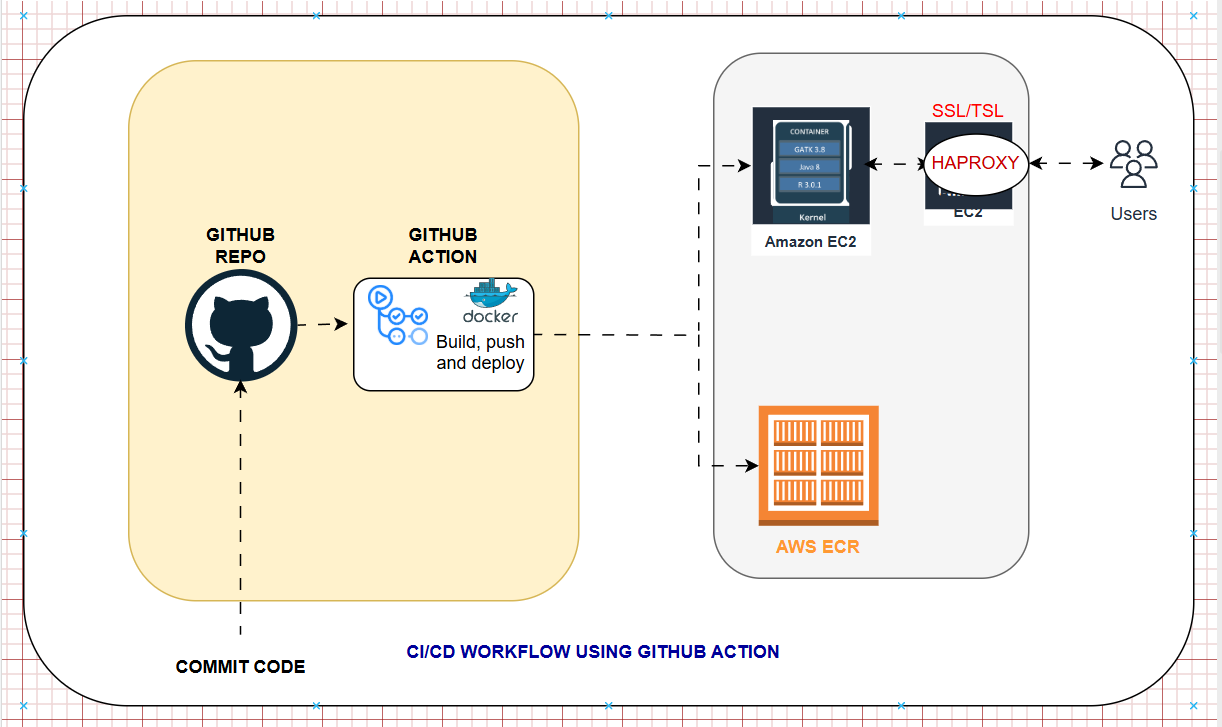 SSL/TSL
CONTAINER
GATK 3.8
Java 8
R 3.0.1
Kernel
HAPROXY
EC2
Users
Amazon EC2
GITHUB
REPO
GITHUB
ACTION
docker
Build, push
and deploy
AWS ECR
CI/CD WORKFLOW USING GITHUB ACTION
COMMIT CODE